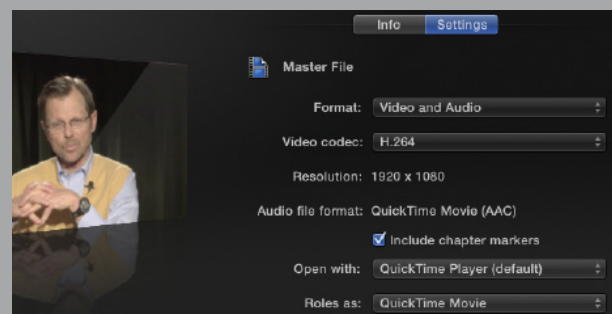 Info Settings
Master File
Format: Video and Audio
Video codec: H.264
Resolution: 1920 x 1080
Audio file format: QuickTime Movie (AAC)
Include chapter markers
Open with: QuickTime Player (default)
Roles as: QuickTime Movie